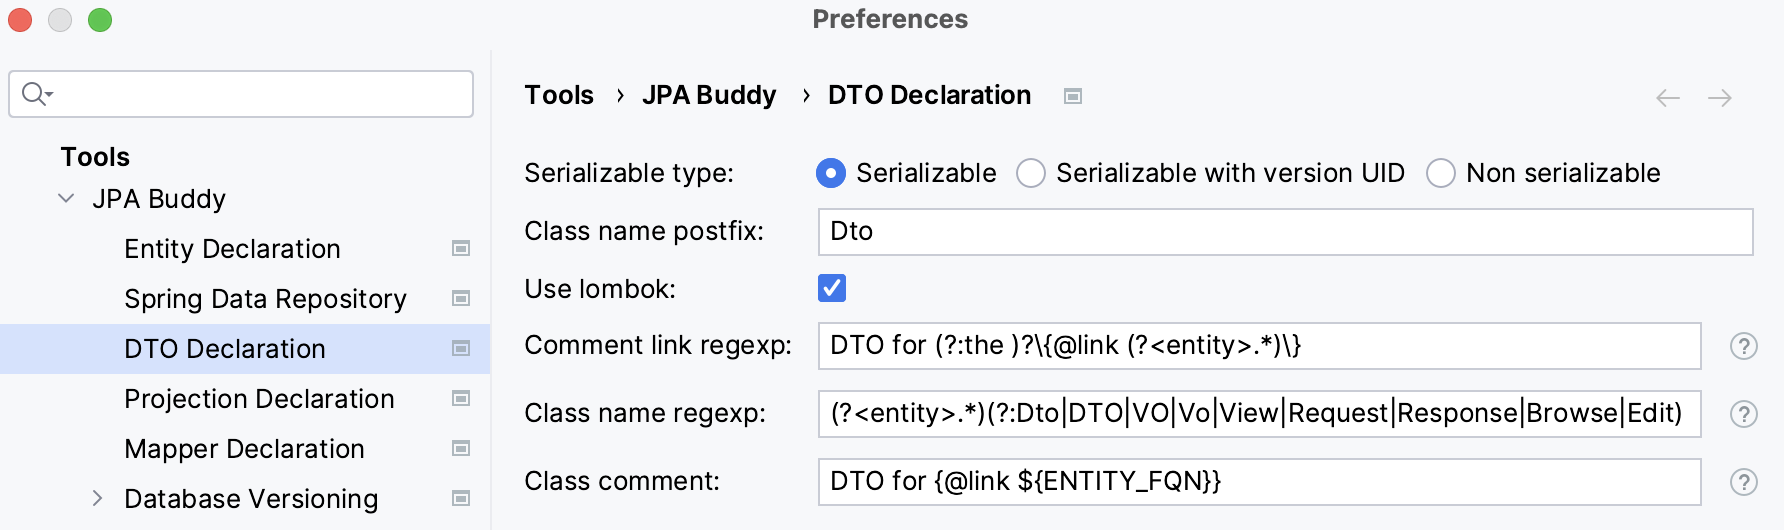 Preferences
Tools
JPA Buddy
Entity Declaration
Spring Data Repository
DTO Declaration
Projection Declaration
Mapper Declaration
Database Versioning
Tools › JPA Buddy › DTO Declaration
Serializable type: Serializable Serializable with version UID Non serializable
Class name postfix: Dto
Use lombok:
Comment link regexp: DTO for (?:the )?\{@link (?<entity>.*)\} ?
Class name regexp: (?<entity>.*)(?:Dto|DTO|VO|Vo|View|Request|Response|Browse|Edit) ?
Class comment: DTO for {@link ${ENTITY_FQN}} ?